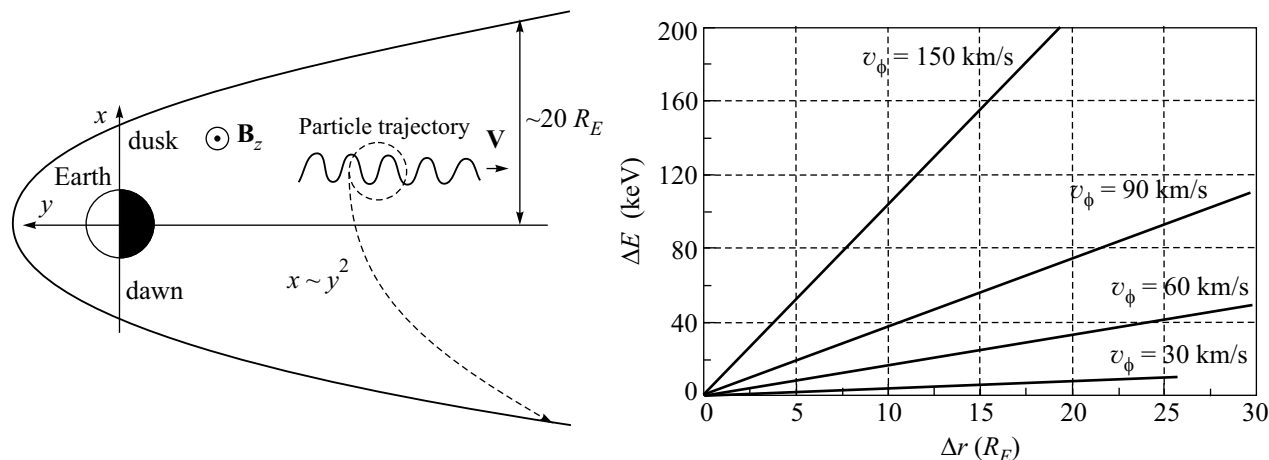 x
dusk
B_z
Particle trajectory
V
~20 R_E
Earth
y
x ~ y^2
dawn
200
160
120
80
40
0
ΔE (keV)
v_ϕ = 150 km/s
v_ϕ = 90 km/s
v_ϕ = 60 km/s
v_ϕ = 30 km/s
0 5 10 15 20 25 30
Δr (R_E)